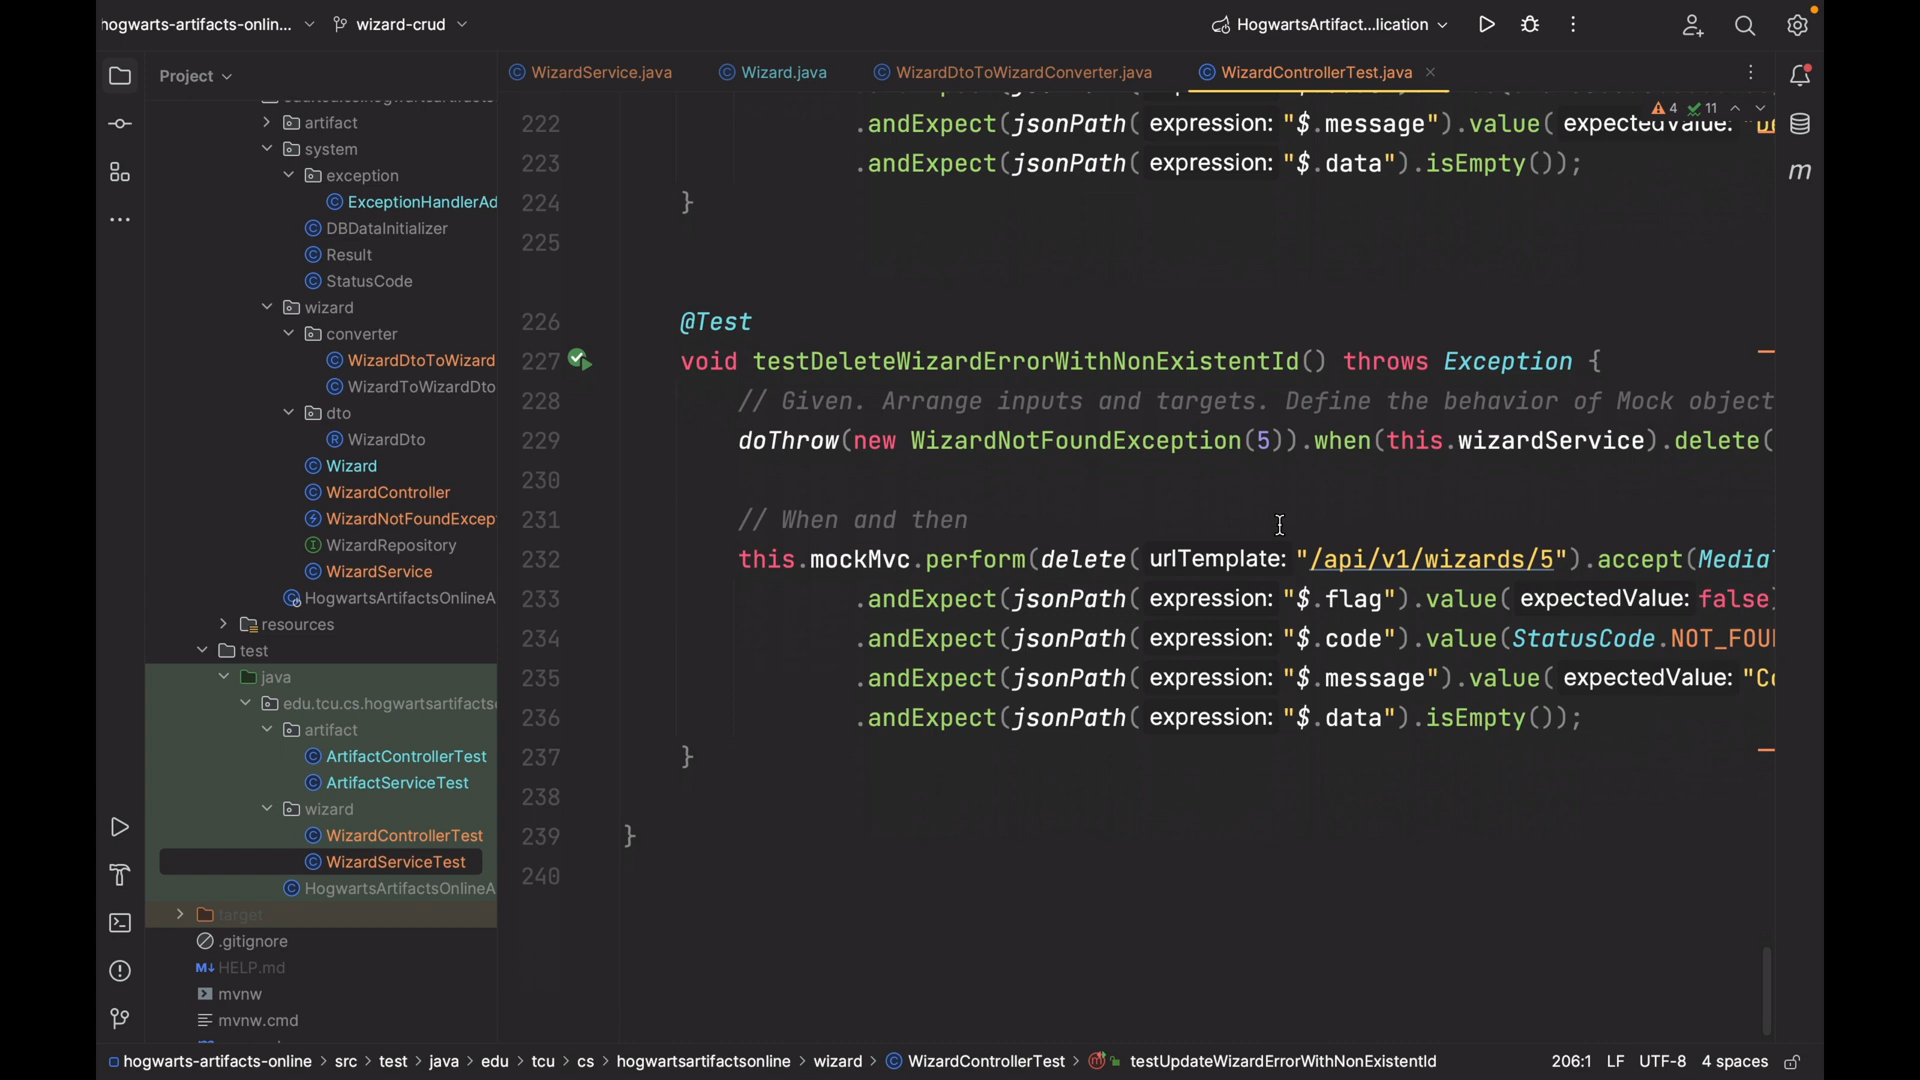 hogwarts-artifacts-onlin...
wizard-crud
HogwartsArtifact...lication
Project
WizardService.java
Wizard.java
WizardDtoToWizardConverter.java
WizardControllerTest.java
artifact
system
exception
ExceptionHandlerAd
DBDataInitializer
Result
StatusCode
wizard
converter
WizardDtoToWizard
WizardToWizardDto
dto
WizardDto
Wizard
WizardController
WizardNotFoundExcep
WizardRepository
WizardService
HogwartsArtifactsOnlineA
resources
test
java
edu.tcu.cs.hogwartsartifacts
artifact
ArtifactControllerTest
ArtifactServiceTest
wizard
WizardControllerTest
WizardServiceTest
HogwartsArtifactsOnlineA
target
.gitignore
HELP.md
mvnw
mvnw.cmd
4 11
222 .andExpect(jsonPath( expression: "$.message").value( expectedValue: "De
223 .andExpect(jsonPath( expression: "$.data").isEmpty());
224 }
225
226 @Test
227 void testDeleteWizardErrorWithNonExistentId() throws Exception {
228 // Given. Arrange inputs and targets. Define the behavior of Mock object
229 doThrow(new WizardNotFoundException(5)).when(this.wizardService).delete(
230
231 // When and then
232 this.mockMvc.perform(delete( urlTemplate: "/api/v1/wizards/5").accept(Media
233 .andExpect(jsonPath( expression: "$.flag").value( expectedValue: false)
234 .andExpect(jsonPath( expression: "$.code").value(StatusCode.NOT_FOU
235 .andExpect(jsonPath( expression: "$.message").value( expectedValue: "Co
236 .andExpect(jsonPath( expression: "$.data").isEmpty());
237 }
238
239 }
240
m
hogwarts-artifacts-online > src > test > java > edu > tcu > cs > hogwartsartifactsonline > wizard > WizardControllerTest > testUpdateWizardErrorWithNonExistentId
206:1 LF UTF-8 4 spaces